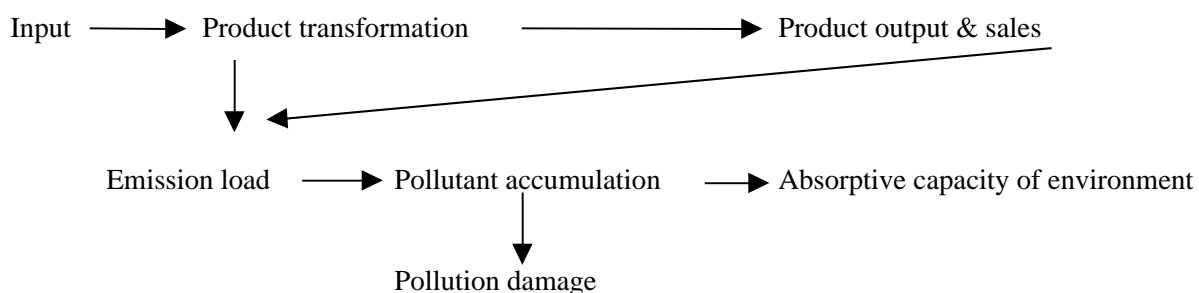 Input Product transformation Product output & sales
Emission load Pollutant accumulation Absorptive capacity of environment
Pollution damage